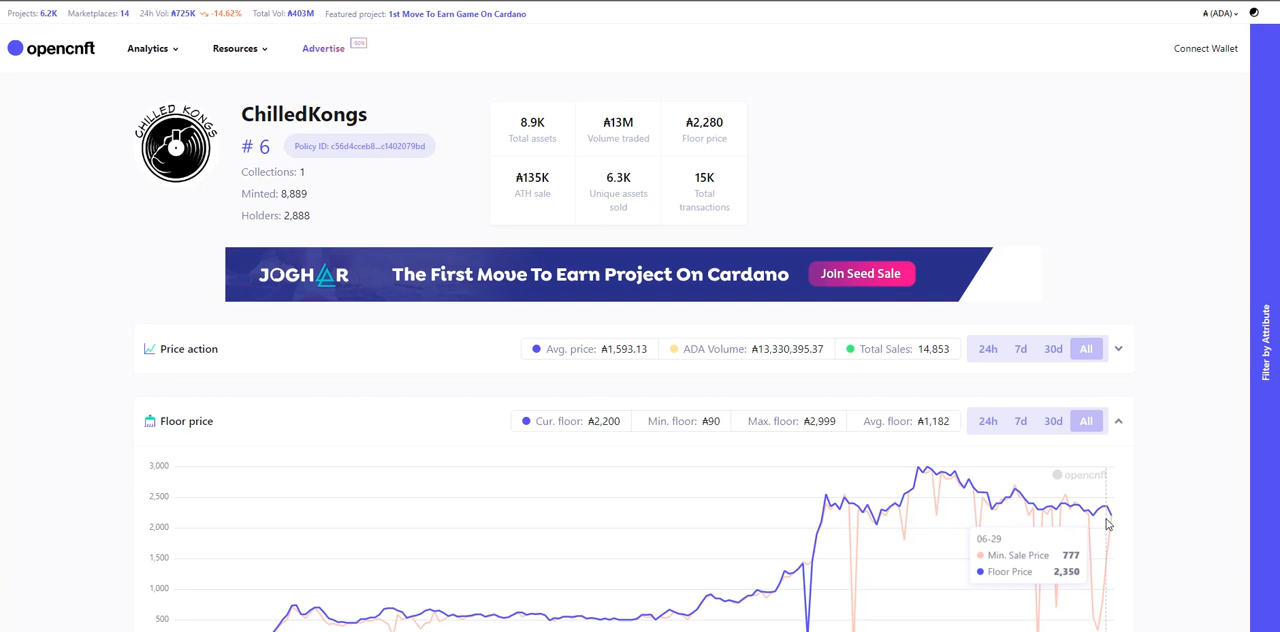 Projects: 6.2K Marketplaces: 14 24h Vol: ₳725K -14.62% Total Vol: ₳403M Featured project: 1st Move To Earn Game On Cardano ₳ (ADA)
opencnft Analytics Resources Advertise -50% Connect Wallet
CHILLED KONGS
ChilledKongs
# 6 Policy ID: c56d4cceb8...c1402079bd
Collections: 1
Minted: 8,889
Holders: 2,888
8.9K ₳13M ₳2,280
Total assets Volume traded Floor price
₳135K 6.3K 15K
ATH sale Unique assets sold Total transactions
JOGHAR The First Move To Earn Project On Cardano Join Seed Sale
Filter by Attribute
Price action Avg. price: ₳1,593.13 ADA Volume: ₳13,330,395.37 Total Sales: 14,853 24h 7d 30d All
Floor price Cur. floor: ₳2,200 Min. floor: ₳90 Max. floor: ₳2,999 Avg. floor: ₳1,182 24h 7d 30d All
3,000
opencnft
2,500
2,000
06-29
Min. Sale Price 777
1,500
Floor Price 2,350
1,000
500